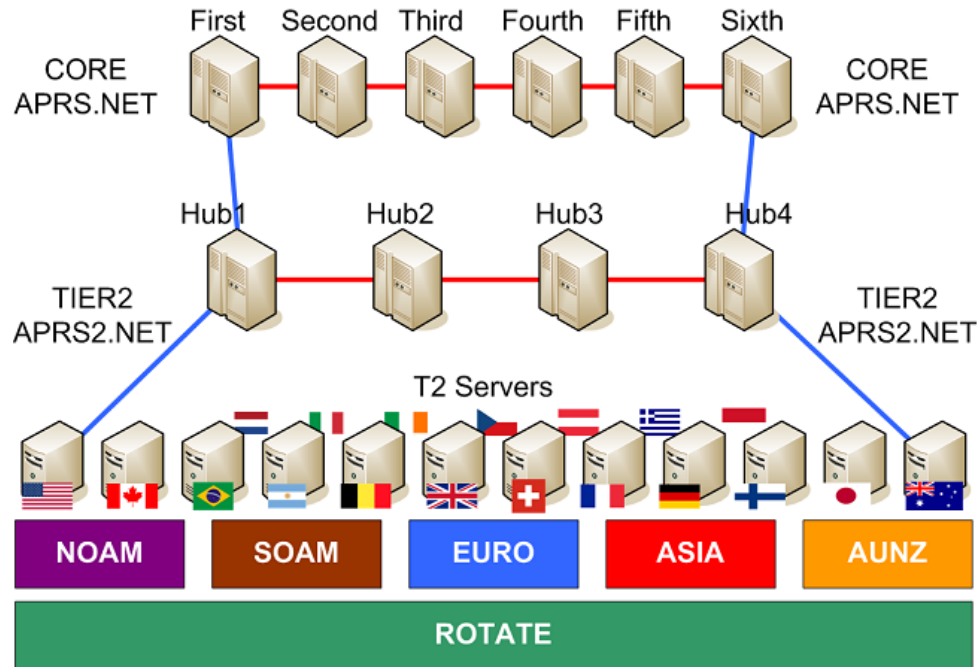 First Second Third Fourth Fifth Sixth
CORE
APRS.NET
CORE
APRS.NET
Hub1 Hub2 Hub3 Hub4
TIER2
APRS2.NET
TIER2
APRS2.NET
T2 Servers
NOAM SOAM EURO ASIA AUNZ
ROTATE